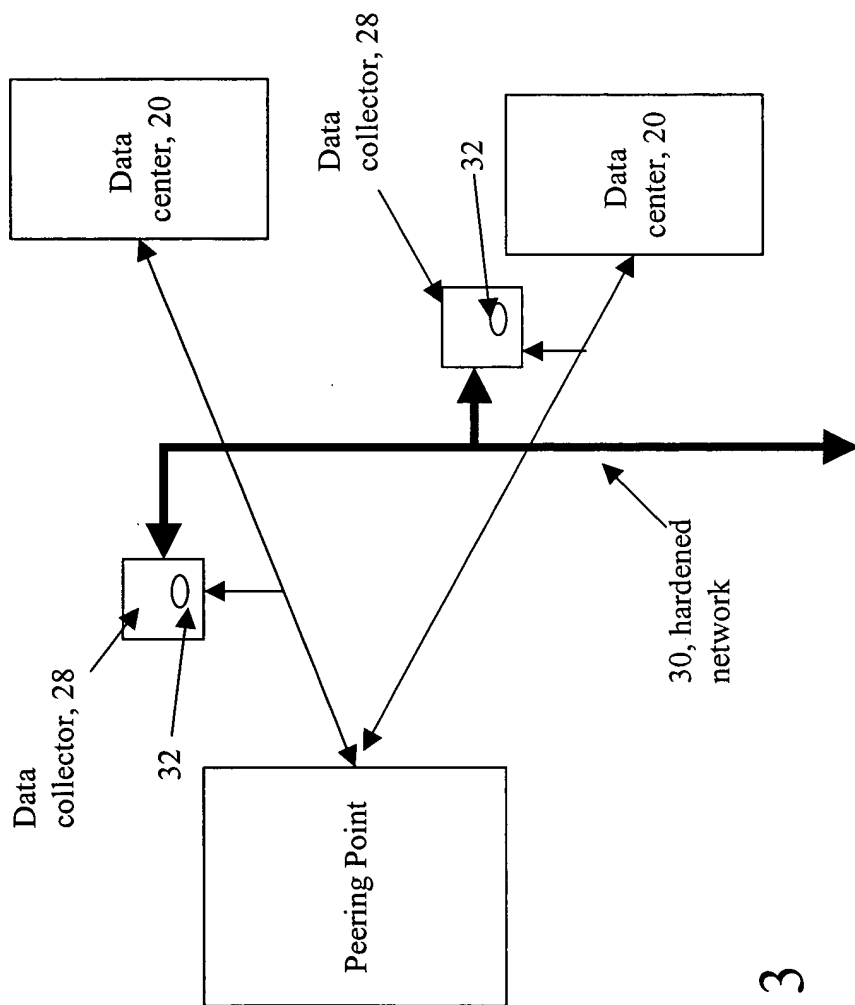 Data
collector, 28
32
Data
center, 20
Peering Point
Data
collector, 28
32
30, hardened
network
Data
center, 20
3